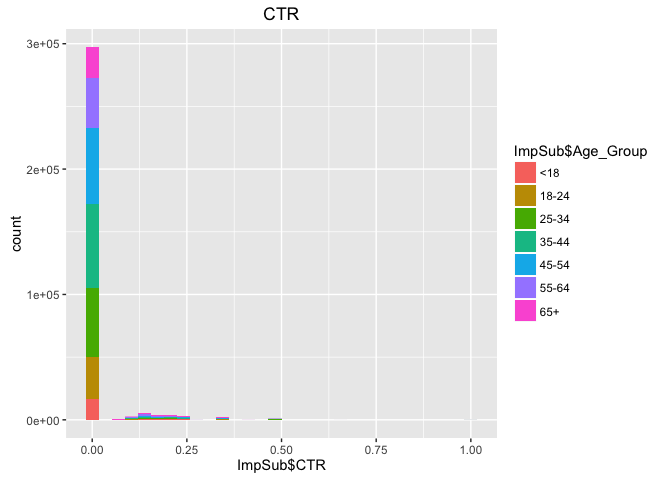 CTR
3e+05
2e+05
1e+05
0e+00
count
0.00 0.25 0.50 0.75 1.00
ImpSub$CTR
ImpSub$Age_Group
<18
18-24
25-34
35-44
45-54
55-64
65+